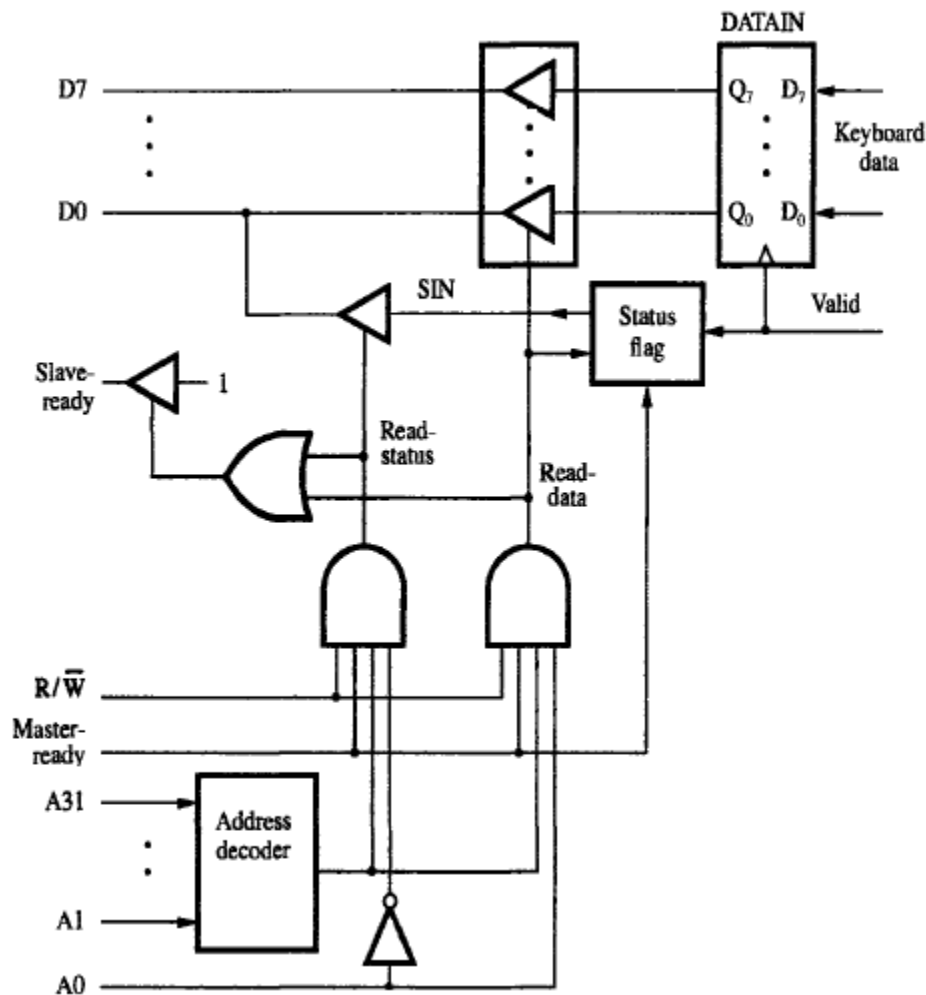 DATAIN
D7
Q7 D7
Keyboard
data
D0
Q0 D0
SIN
Status
flag
Valid
Slave-
ready
1
Read-
status
Read-
data
R/W̅
Master-
ready
A31
Address
decoder
A1
A0